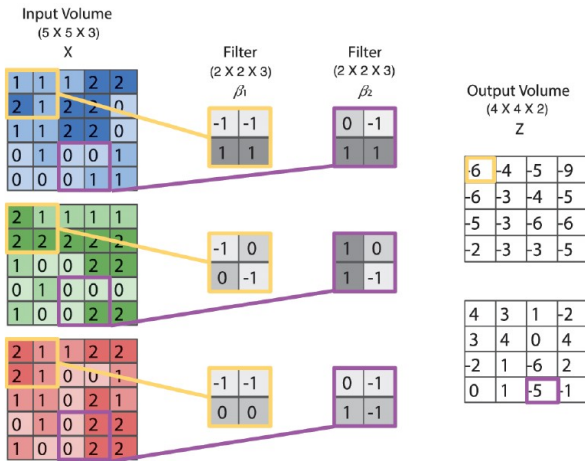 Input Volume
(5 X 5 X 3)
X
1 1 1 2 2
2 1 2 2 0
1 1 2 2 0
0 1 0 0 1
0 0 0 1 1
2 1 1 1 1
2 2 2 2 2
1 0 0 2 2
0 1 0 0 0
1 0 0 2 2
2 1 1 2 2
2 1 0 0 1
1 1 0 2 1
0 1 0 2 2
1 0 0 2 2
Filter
(2 X 2 X 3)
β1
-1 -1
1 1
-1 0
0 -1
-1 -1
0 0
Filter
(2 X 2 X 3)
β2
0 -1
1 1
1 0
1 -1
0 -1
1 -1
Output Volume
(4 X 4 X 2)
Z
-6 -4 -5 -9
-6 -3 -4 -5
-5 -3 -6 -6
-2 -3 -3 -5
4 3 1 -2
3 4 0 4
-2 1 -6 2
0 1 -5 -1